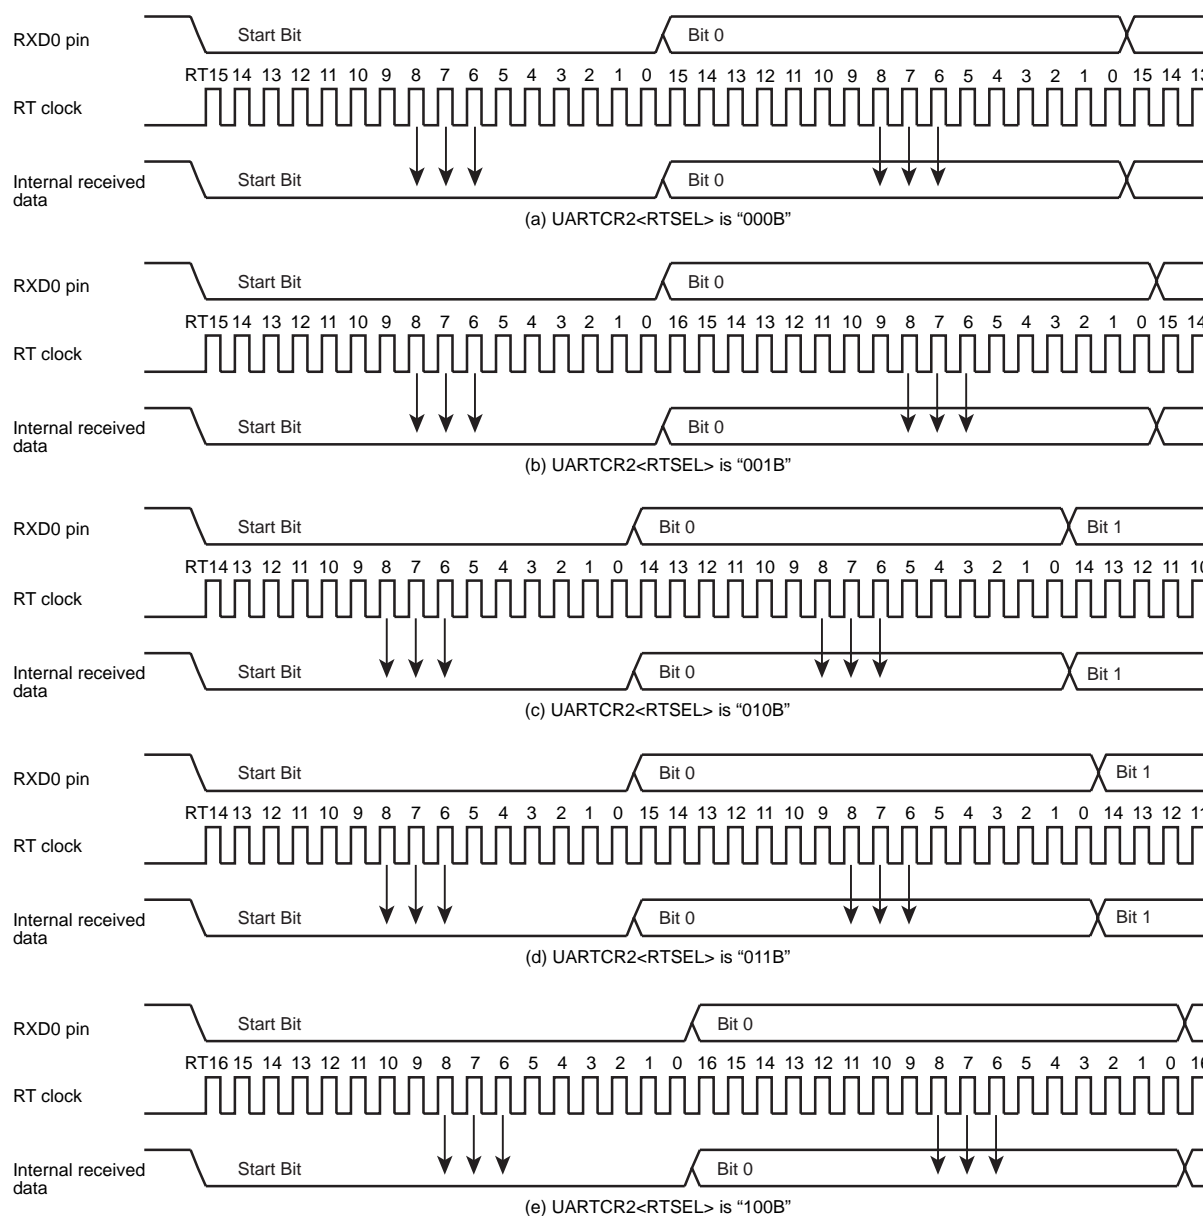 RXD0 pin Start Bit Bit 0
RT15 14 13 12 11 10 9 8 7 6 5 4 3 2 1 0 15 14 13 12 11 10 9 8 7 6 5 4 3 2 1 0 15 14 13
RT clock
Internal received data Start Bit Bit 0
(a) UARTCR2<RTSEL> is “000B”
RXD0 pin Start Bit Bit 0
RT15 14 13 12 11 10 9 8 7 6 5 4 3 2 1 0 16 15 14 13 12 11 10 9 8 7 6 5 4 3 2 1 0 15 14
RT clock
Internal received data Start Bit Bit 0
(b) UARTCR2<RTSEL> is “001B”
RXD0 pin Start Bit Bit 0 Bit 1
RT14 13 12 11 10 9 8 7 6 5 4 3 2 1 0 14 13 12 11 10 9 8 7 6 5 4 3 2 1 0 14 13 12 11 10
RT clock
Internal received data Start Bit Bit 0 Bit 1
(c) UARTCR2<RTSEL> is “010B”
RXD0 pin Start Bit Bit 0 Bit 1
RT14 13 12 11 10 9 8 7 6 5 4 3 2 1 0 15 14 13 12 11 10 9 8 7 6 5 4 3 2 1 0 14 13 12 11
RT clock
Internal received data Start Bit Bit 0 Bit 1
(d) UARTCR2<RTSEL> is “011B”
RXD0 pin Start Bit Bit 0
RT16 15 14 13 12 11 10 9 8 7 6 5 4 3 2 1 0 16 15 14 13 12 11 10 9 8 7 6 5 4 3 2 1 0 16
RT clock
Internal received data Start Bit Bit 0
(e) UARTCR2<RTSEL> is “100B”